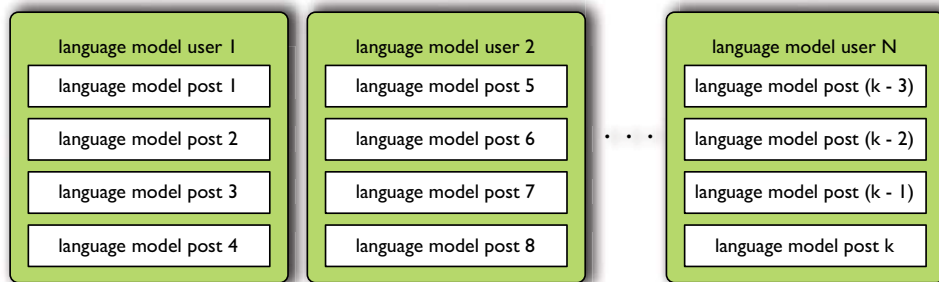 language model user 1
language model post 1
language model post 2
language model post 3
language model post 4
language model user 2
language model post 5
language model post 6
language model post 7
language model post 8
. . .
language model user N
language model post (k - 3)
language model post (k - 2)
language model post (k - 1)
language model post k